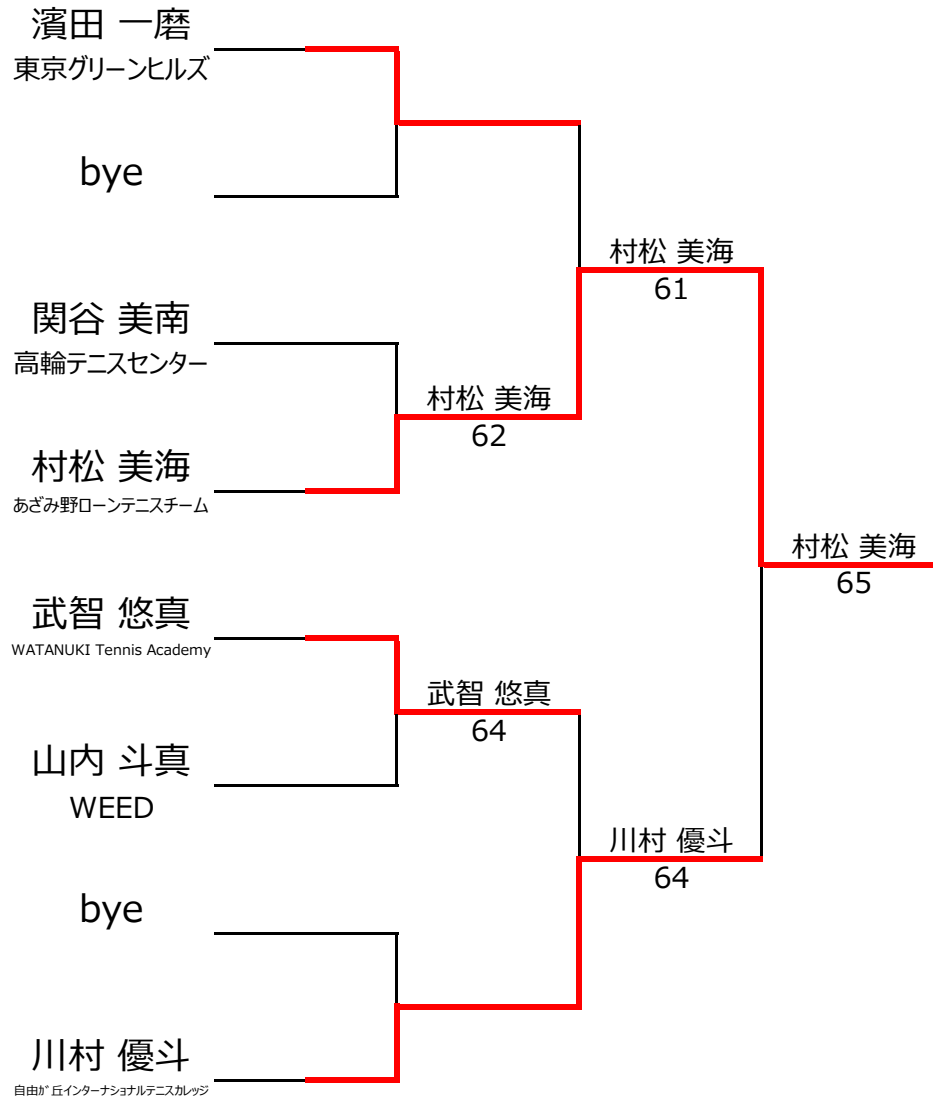 濱田 一磨
東京グリーンヒルズ
bye
村松 美海
61
関谷 美南
高輪テニスセンター
村松 美海
62
村松 美海
あざみ野ローンテニスチーム
村松 美海
65
武智 悠真
WATANUKI Tennis Academy
武智 悠真
64
山内 斗真
WEED
川村 優斗
64
bye
川村 優斗
自由が丘インターナショナルテニスカレッジ